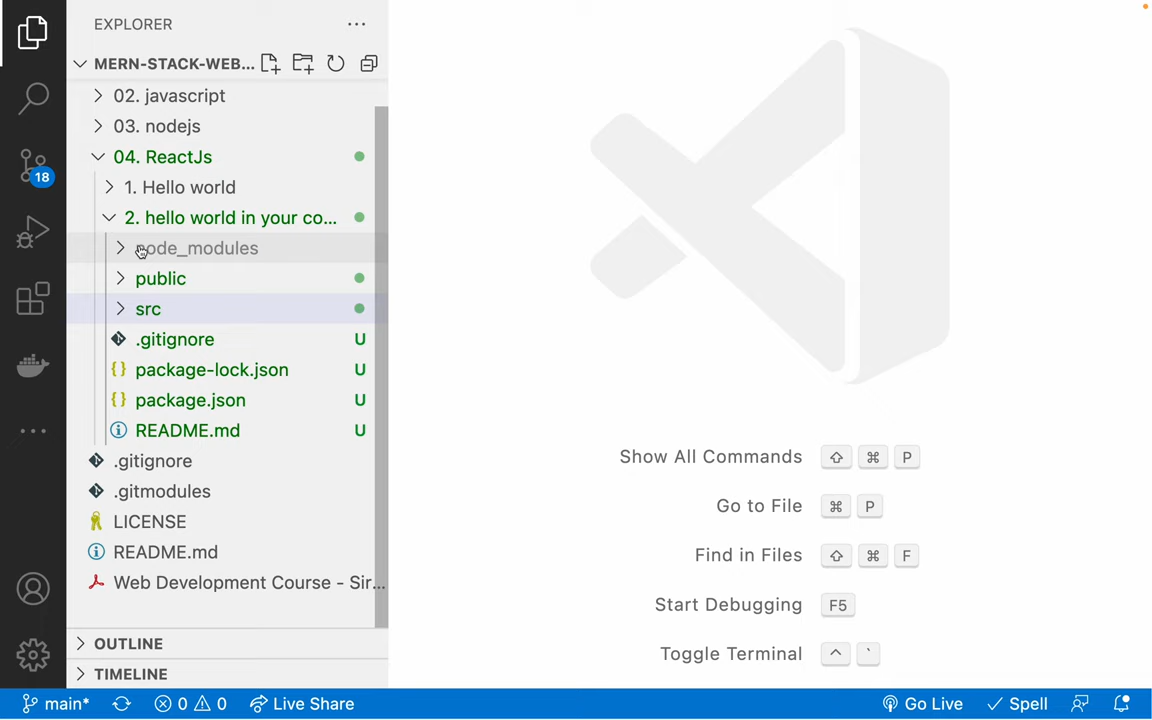 EXPLORER
MERN-STACK-WEB...
02. javascript
03. nodejs
04. ReactJs
1. Hello world
2. hello world in your co...
node_modules
public
src
.gitignore U
package-lock.json U
package.json U
README.md U
.gitignore
.gitmodules
LICENSE
README.md
Web Development Course - Sir...
OUTLINE
TIMELINE
18
Show All Commands ⇧ ⌘ P
Go to File ⌘ P
Find in Files ⇧ ⌘ F
Start Debugging F5
Toggle Terminal ^ `
main* 0 0 Live Share Go Live Spell